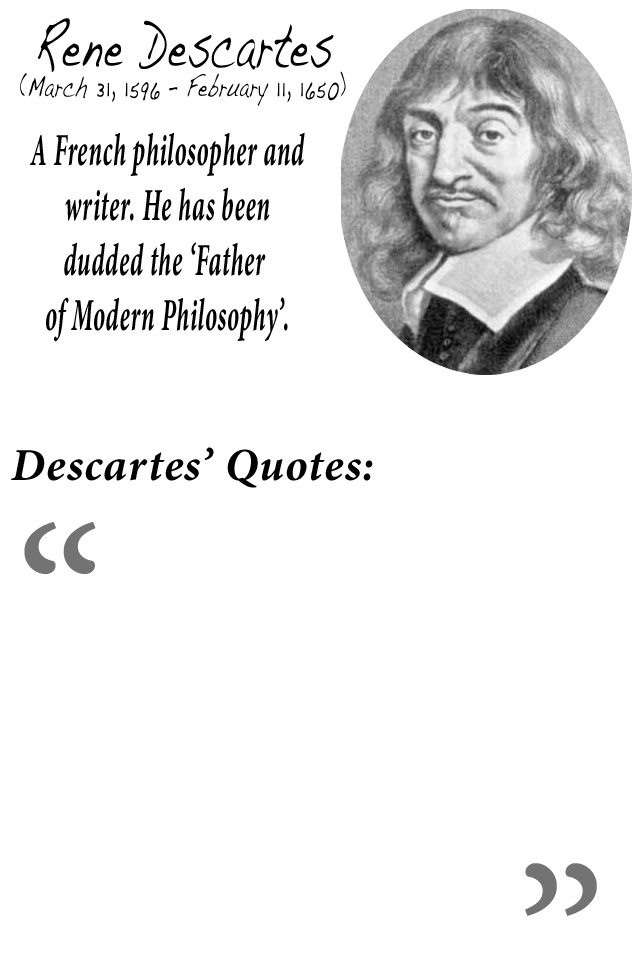 Rene Descartes
(March 31, 1596 - February 11, 1650)
A French philosopher and
writer. He has been
dudded the ‘Father
of Modern Philosophy’.
Descartes’ Quotes:
“
”